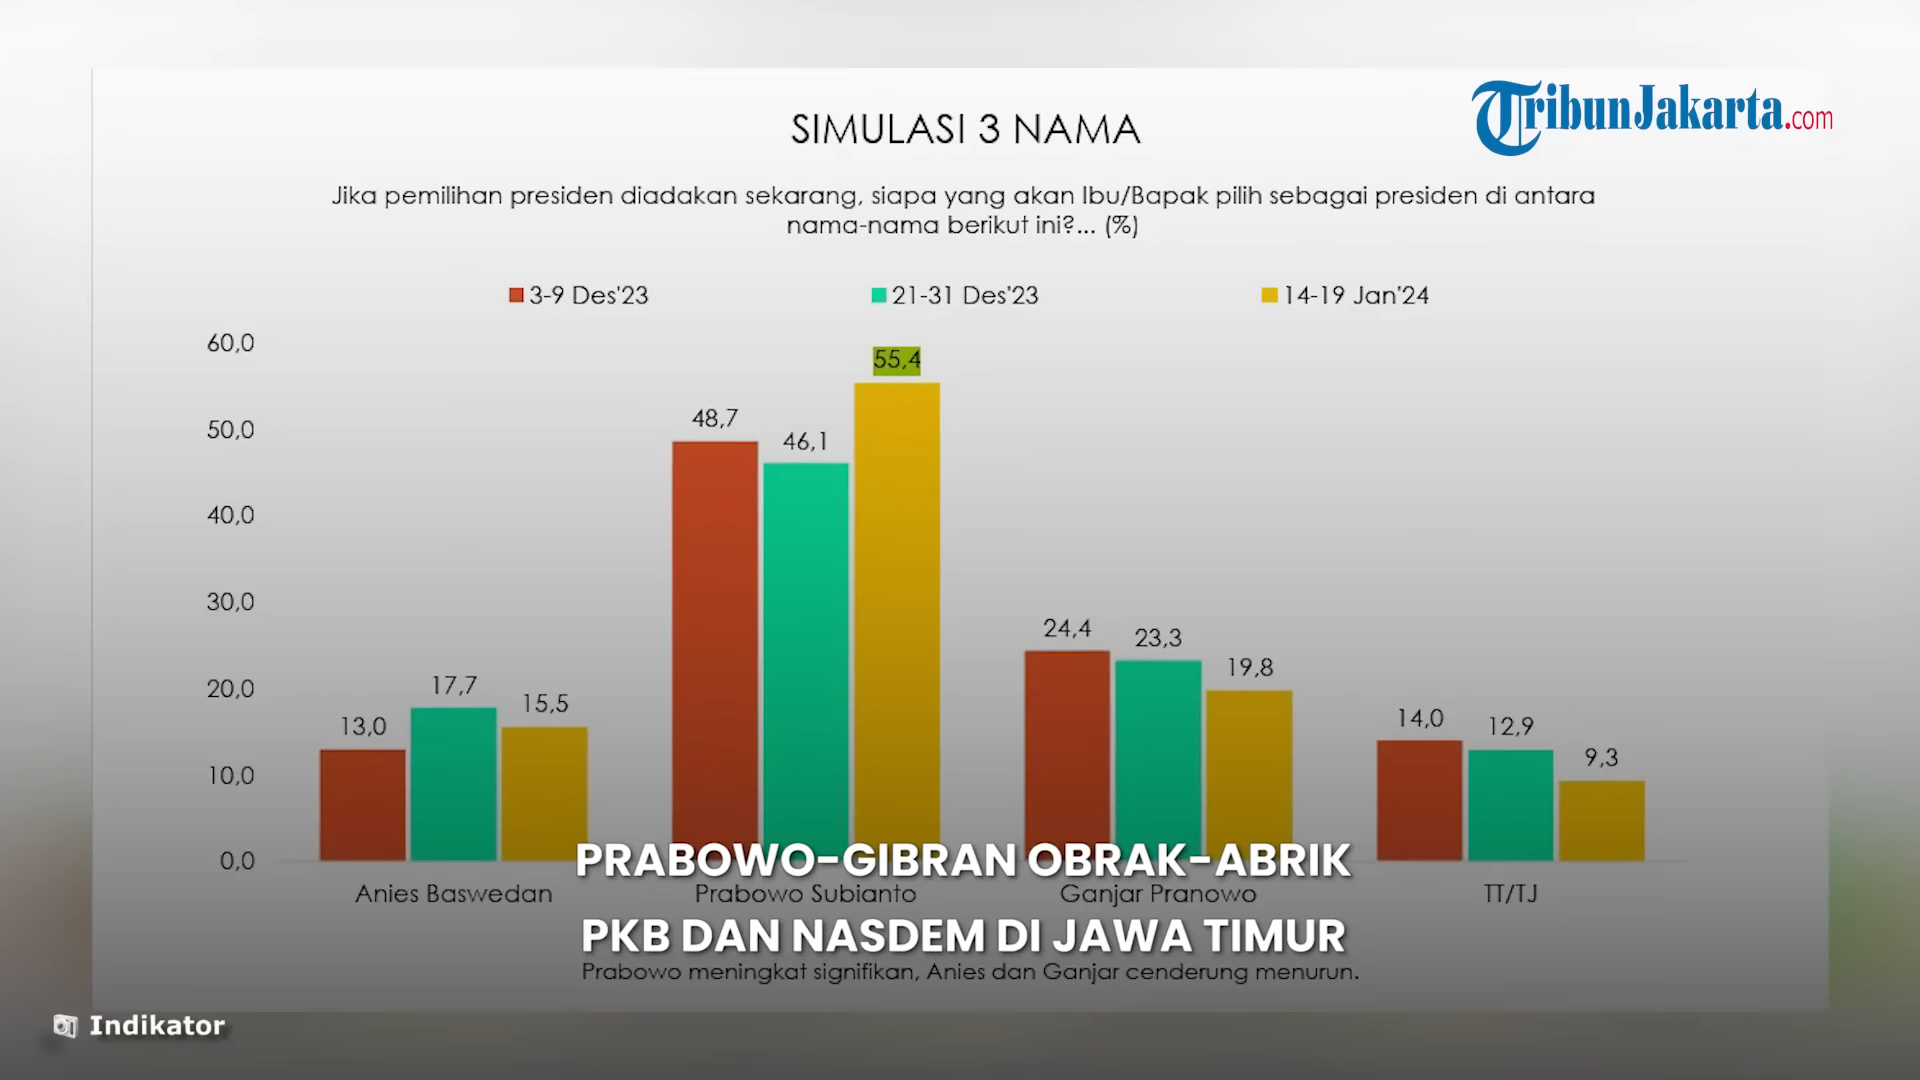 TribunJakarta.com
SIMULASI 3 NAMA
Jika pemilihan presiden diadakan sekarang, siapa yang akan Ibu/Bapak pilih sebagai presiden di antara
nama-nama berikut ini?... (%)
3-9 Des'23
21-31 Des'23
14-19 Jan'24
60,0
50,0
40,0
30,0
20,0
10,0
0,0
13,0
17,7
15,5
48,7
46,1
55,4
24,4
23,3
19,8
14,0
12,9
9,3
Anies Baswedan
Prabowo Subianto
Ganjar Pranowo
TT/TJ
PRABOWO-GIBRAN OBRAK-ABRIK
PKB DAN NASDEM DI JAWA TIMUR
Prabowo meningkat signifikan, Anies dan Ganjar cenderung menurun.
Indikator